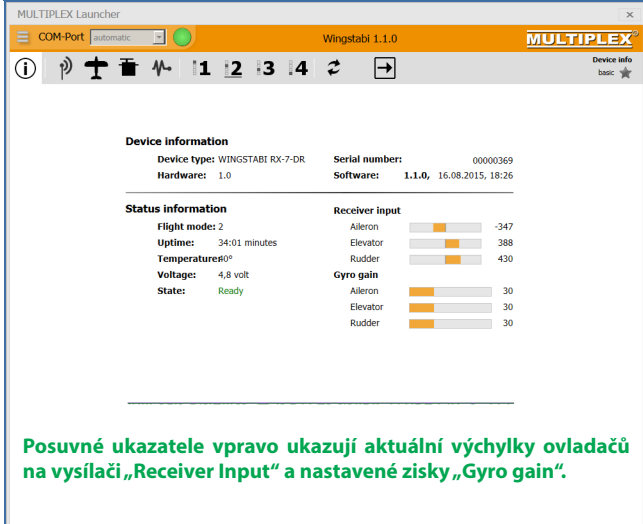 MULTIPLEX Launcher ×
COM-Port automatic Wingstabi 1.1.0 MULTIPLEX®
1 2 3 4 Device info
basic
Device information
Device type: WINGSTABI RX-7-DR Serial number: 00000369
Hardware: 1.0 Software: 1.1.0, 16.08.2015, 18:26
Status information Receiver input
Flight mode: 2 Aileron -347
Uptime: 34:01 minutes Elevator 388
Temperature: 40° Rudder 430
Voltage: 4,8 volt Gyro gain
State: Ready Aileron 30
Elevator 30
Rudder 30
Posuvné ukazatele vpravo ukazují aktuální výchylky ovladačů
na vysílači „Receiver Input“ a nastavené zisky „Gyro gain“.